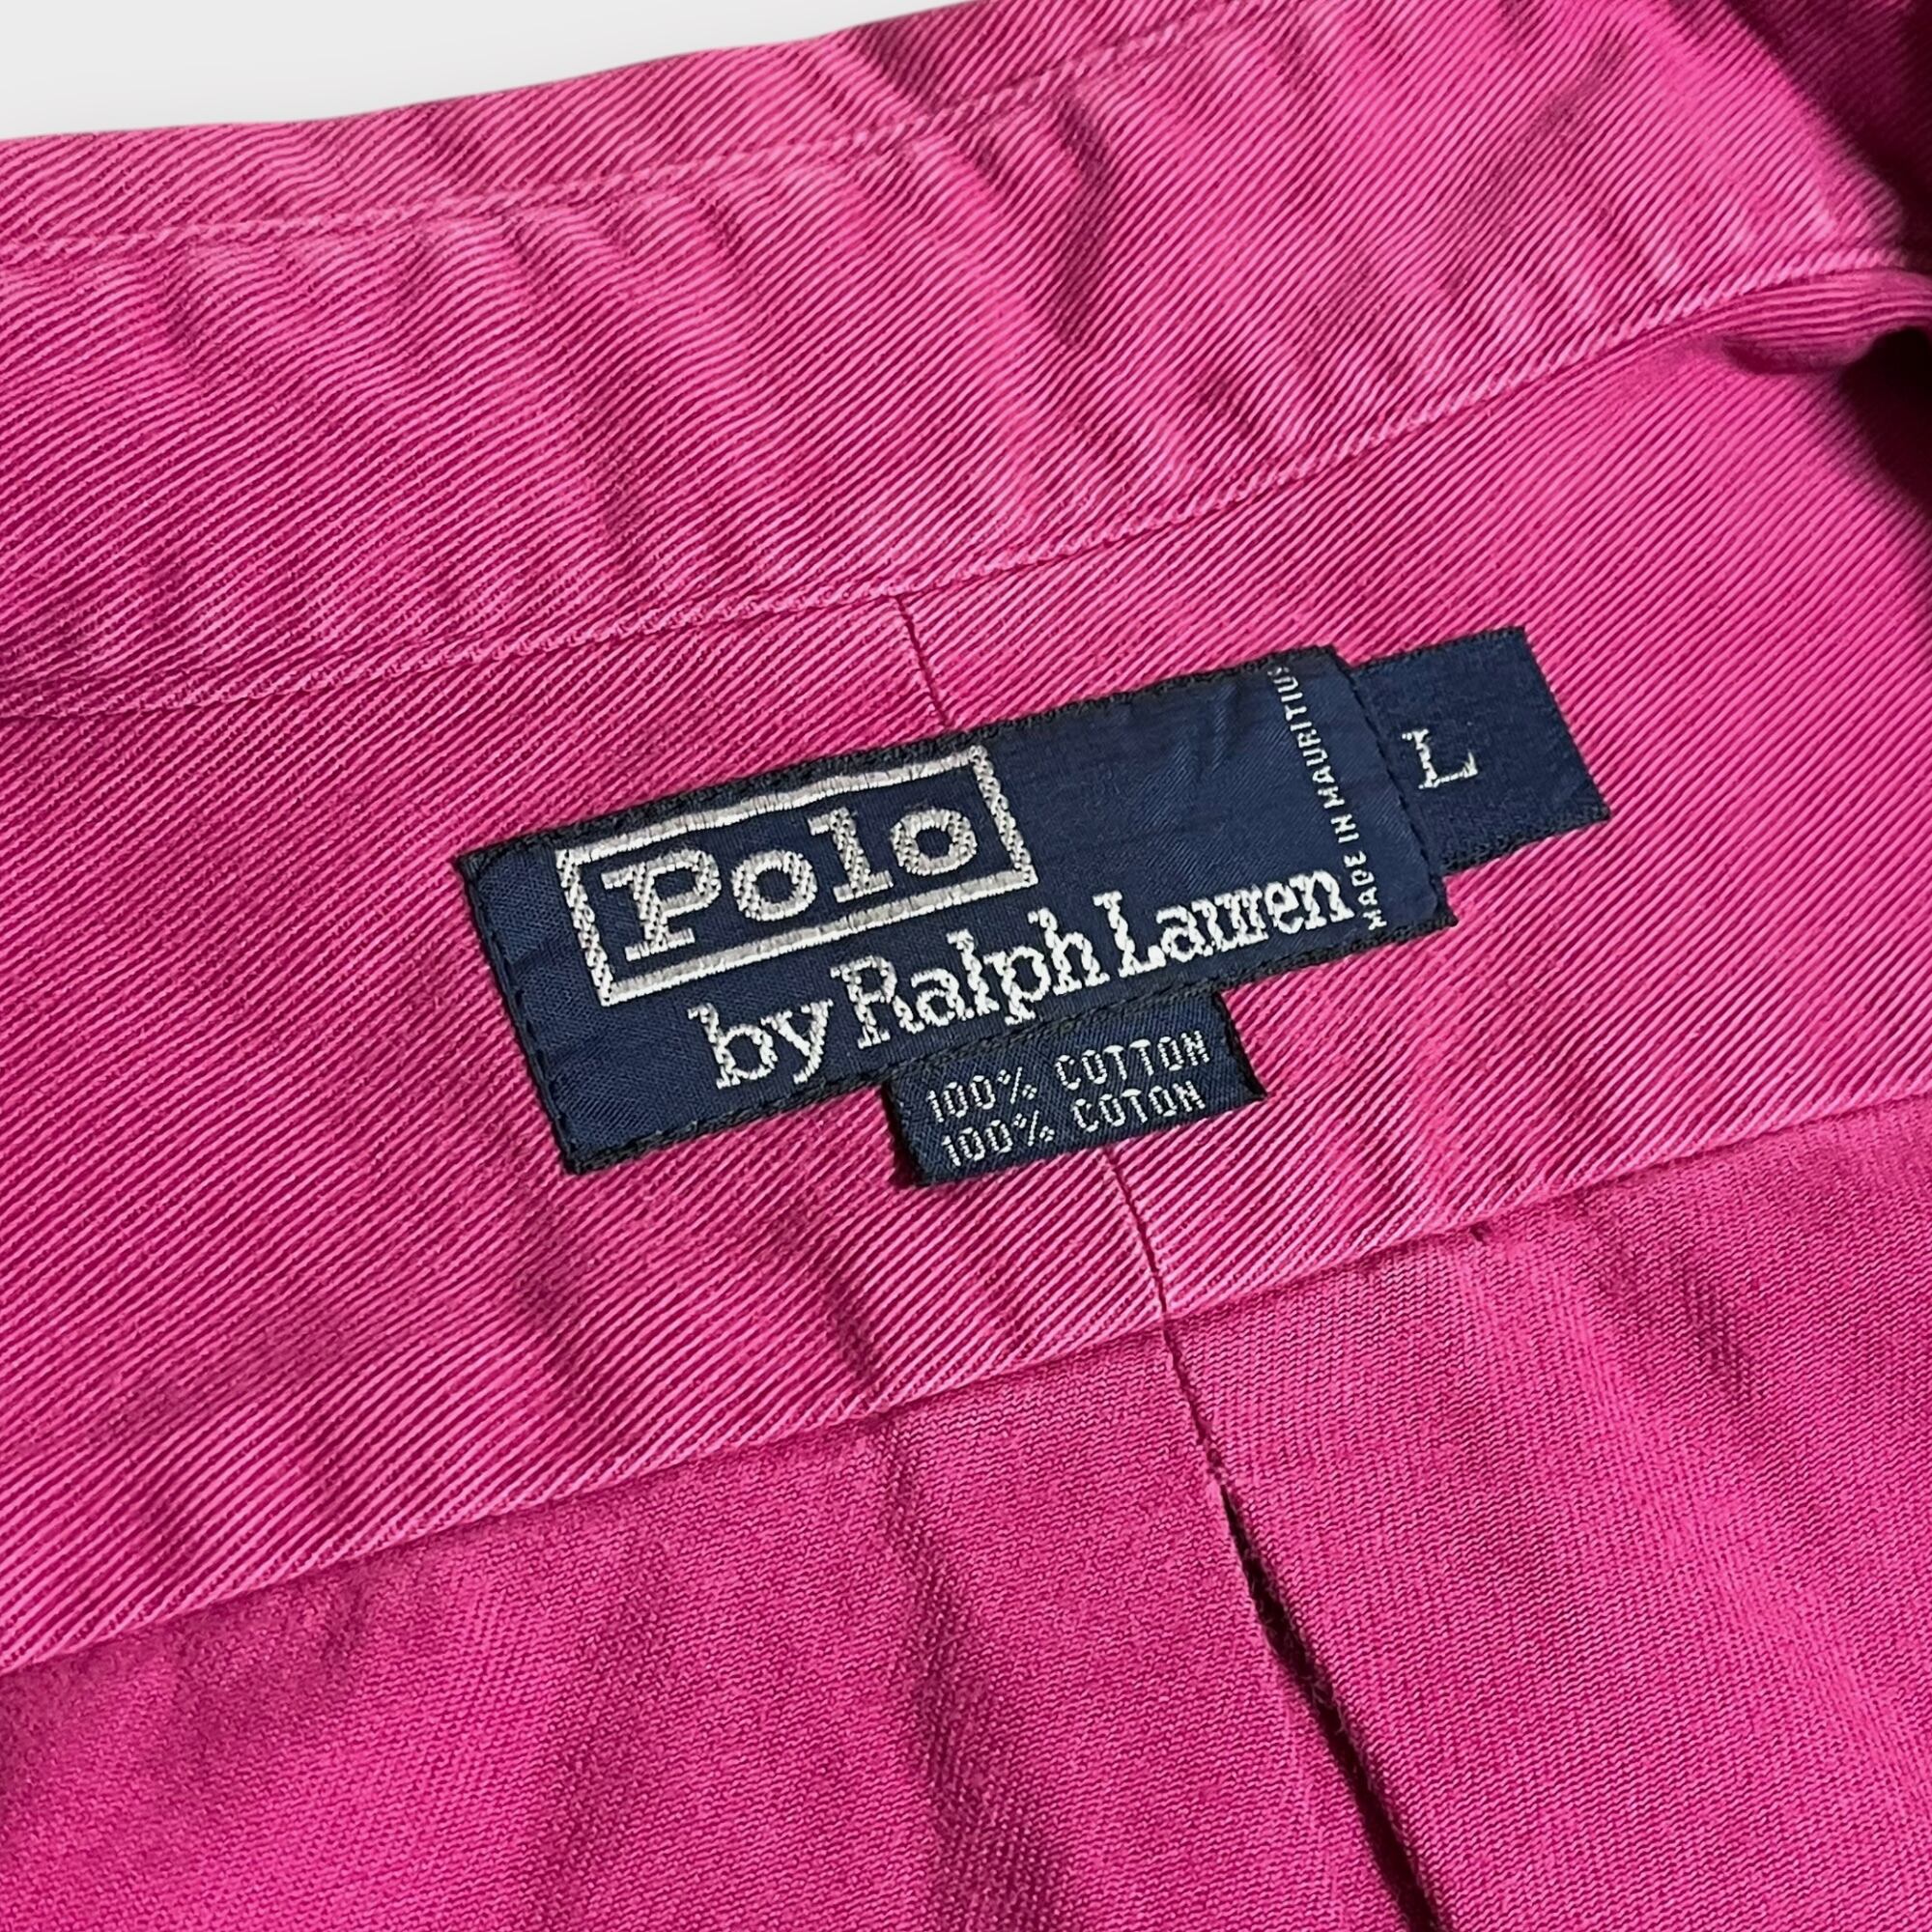 Polo
by Ralph Lauren
MADE IN MAURITIUS
L
100% COTTON
100% COTON